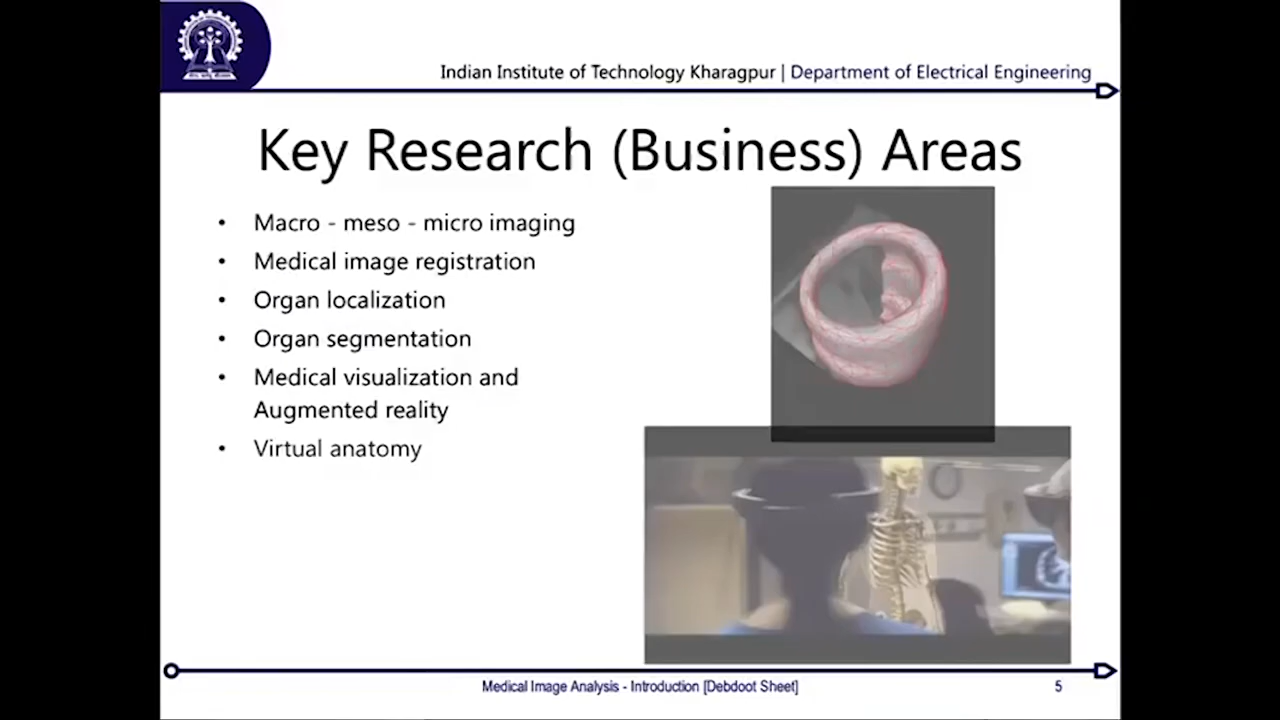 Indian Institute of Technology Kharagpur | Department of Electrical Engineering
Key Research (Business) Areas
• Macro - meso - micro imaging
• Medical image registration
• Organ localization
• Organ segmentation
• Medical visualization and
Augmented reality
• Virtual anatomy
Medical Image Analysis - Introduction [Debdoot Sheet]
5